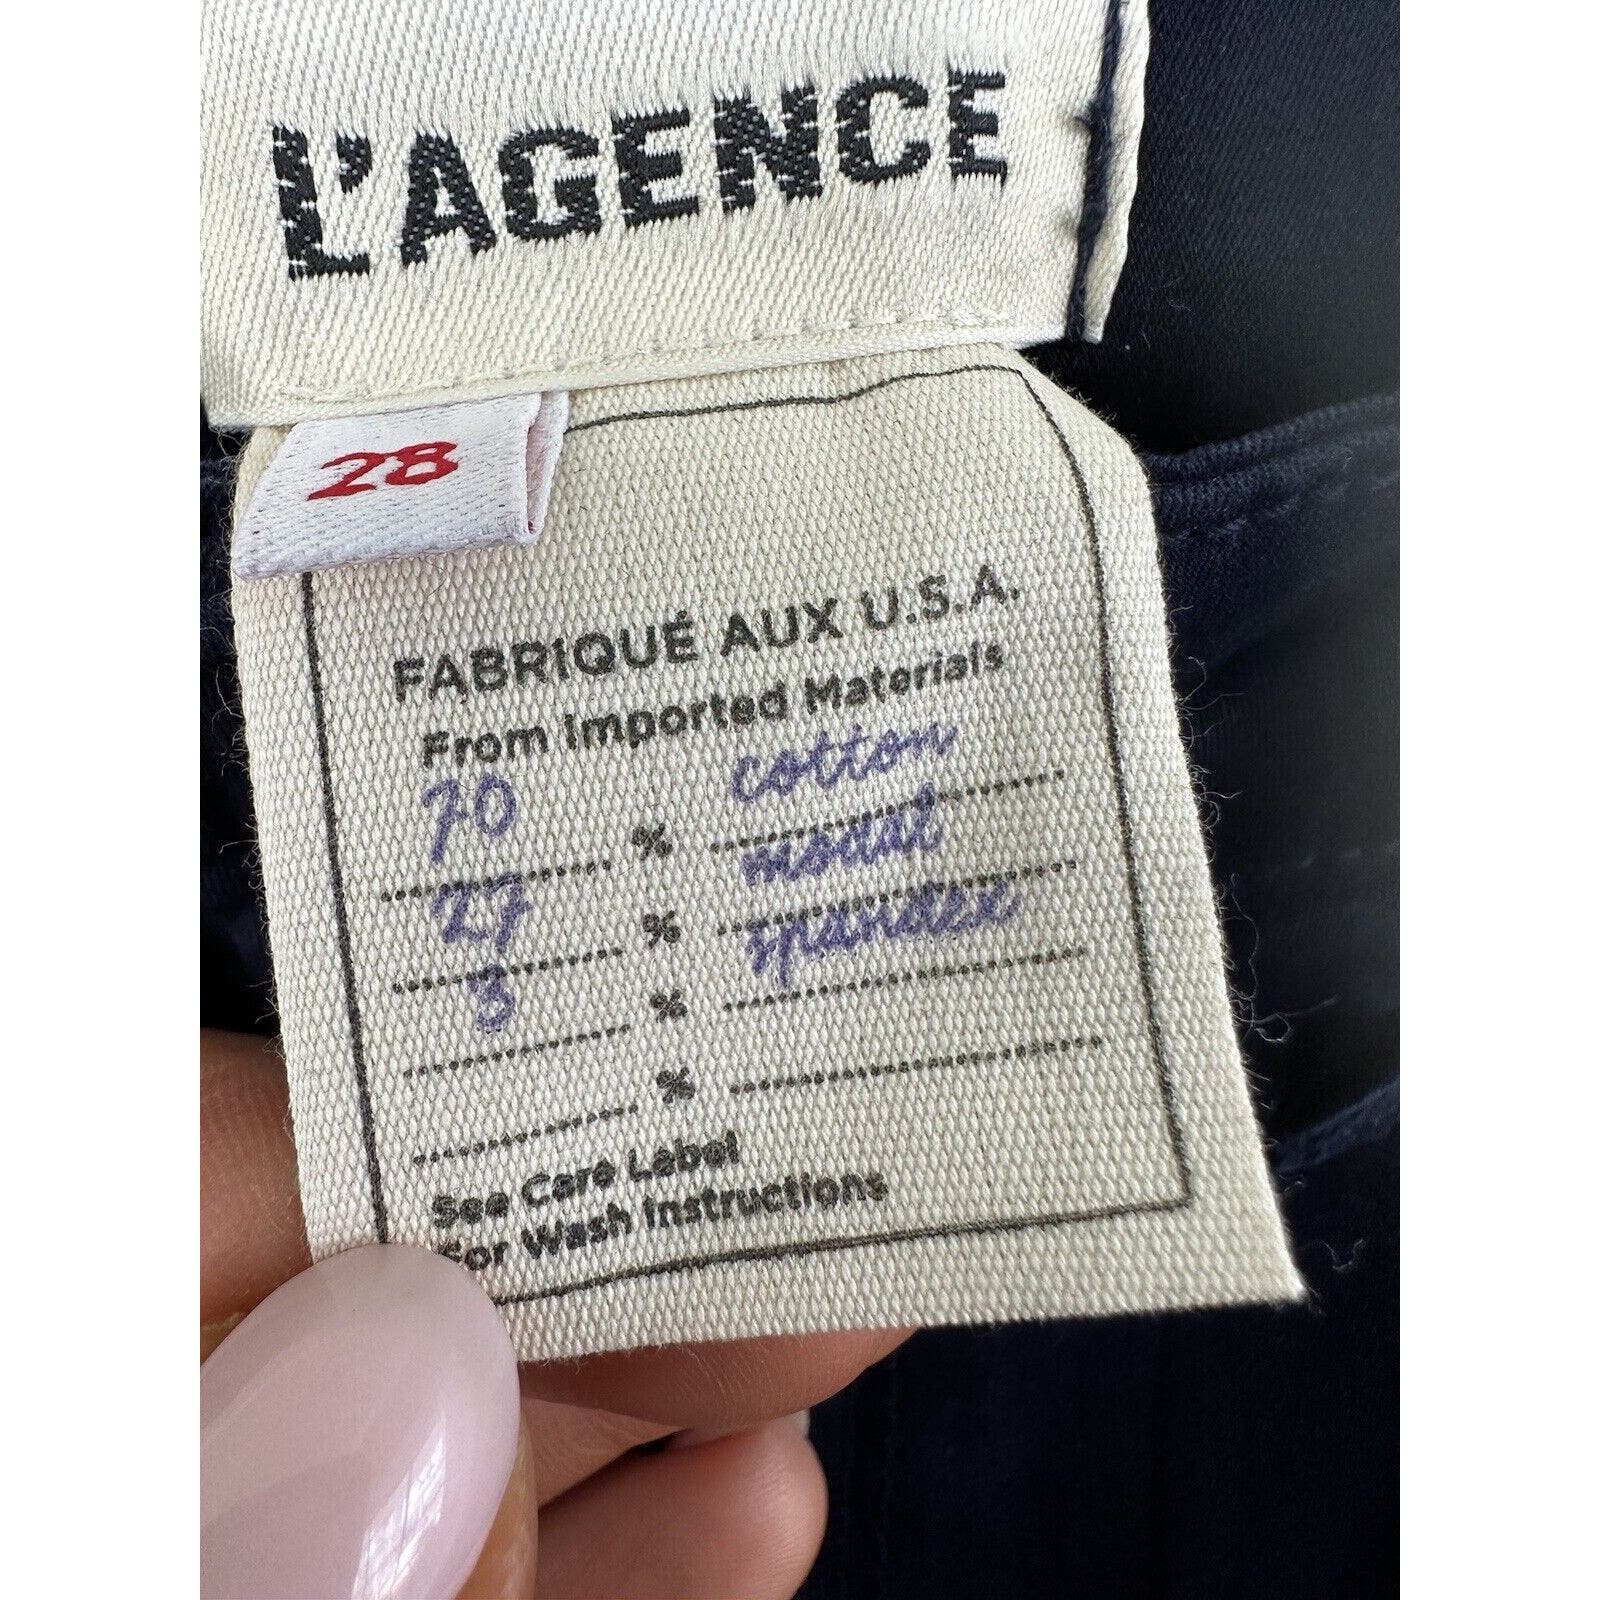 L'AGENCE
28
FABRIQUÉ AUX U.S.A.
From Imported Materials
70 % cotton
27 % modal
3 % spandex
%
See Care Label
For Wash Instructions